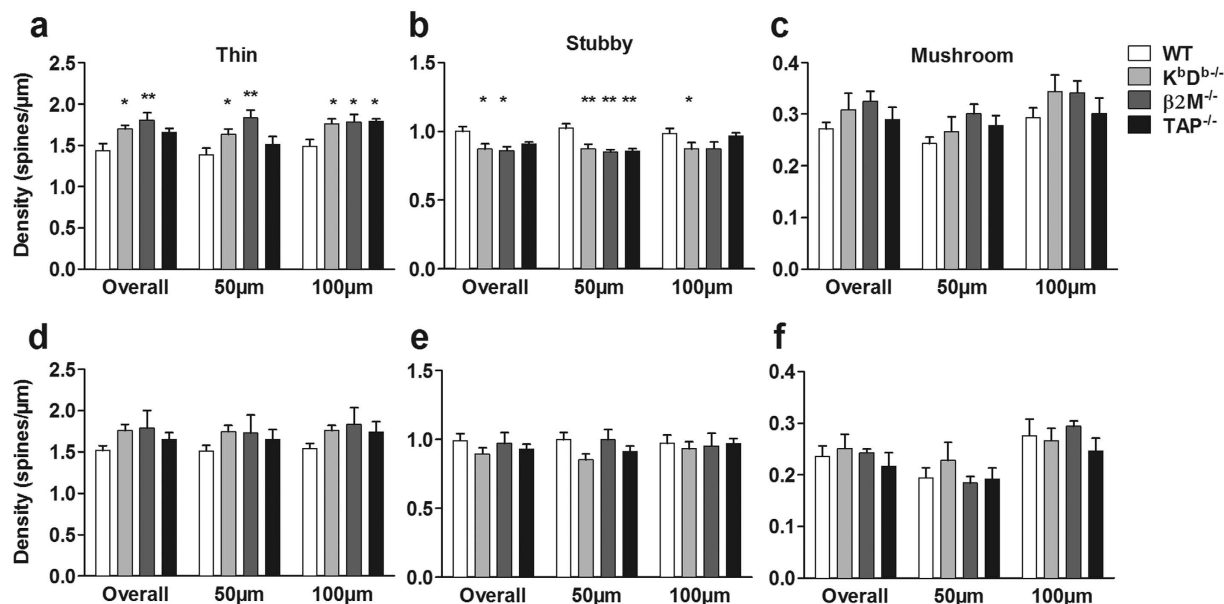 a
Thin
Density (spines/µm)
2.5
2.0
1.5
1.0
0.5
0.0
* ** * ** * * *
Overall 50µm 100µm
b
Stubby
1.5
1.0
0.5
0.0
* * ** ** ** *
Overall 50µm 100µm
c
Mushroom
0.4
0.3
0.2
0.1
0.0
Overall 50µm 100µm
WT
KᵇDᵇ⁻/⁻
β2M⁻/⁻
TAP⁻/⁻
d
Density (spines/µm)
2.5
2.0
1.5
1.0
0.5
0.0
Overall 50µm 100µm
e
1.5
1.0
0.5
0.0
Overall 50µm 100µm
f
0.4
0.3
0.2
0.1
0.0
Overall 50µm 100µm